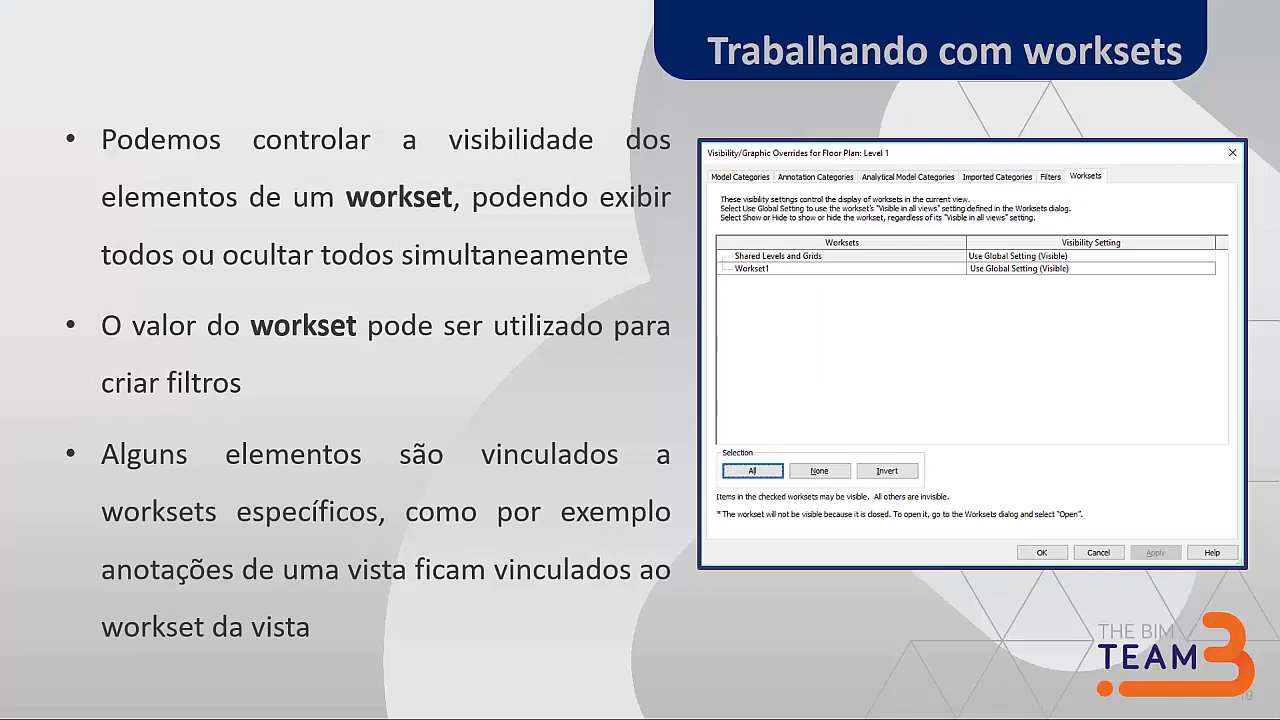 Trabalhando com worksets
• Podemos controlar a visibilidade dos
elementos de um workset, podendo exibir
todos ou ocultar todos simultaneamente
• O valor do workset pode ser utilizado para
criar filtros
• Alguns elementos são vinculados a
worksets específicos, como por exemplo
anotações de uma vista ficam vinculados ao
workset da vista
Visibility/Graphic Overrides for Floor Plan: Level 1
Model Categories Annotation Categories Analytical Model Categories Imported Categories Filters Worksets
These visibility settings control the display of worksets in the current view.
Select Use Global Setting to use the workset's "Visible in all views" setting defined in the Worksets dialog.
Select Show or Hide to show or hide the workset, regardless of its "Visible in all views" setting.
Worksets Visibility Setting
Shared Levels and Grids Use Global Setting (Visible)
Workset1 Use Global Setting (Visible)
Selection
All None Invert
Items in the checked worksets may be visible. All others are invisible.
* The workset will not be visible because it is closed. To open it, go to the Worksets dialog and select "Open".
OK Cancel Apply Help
THE BIM
TEAM
19